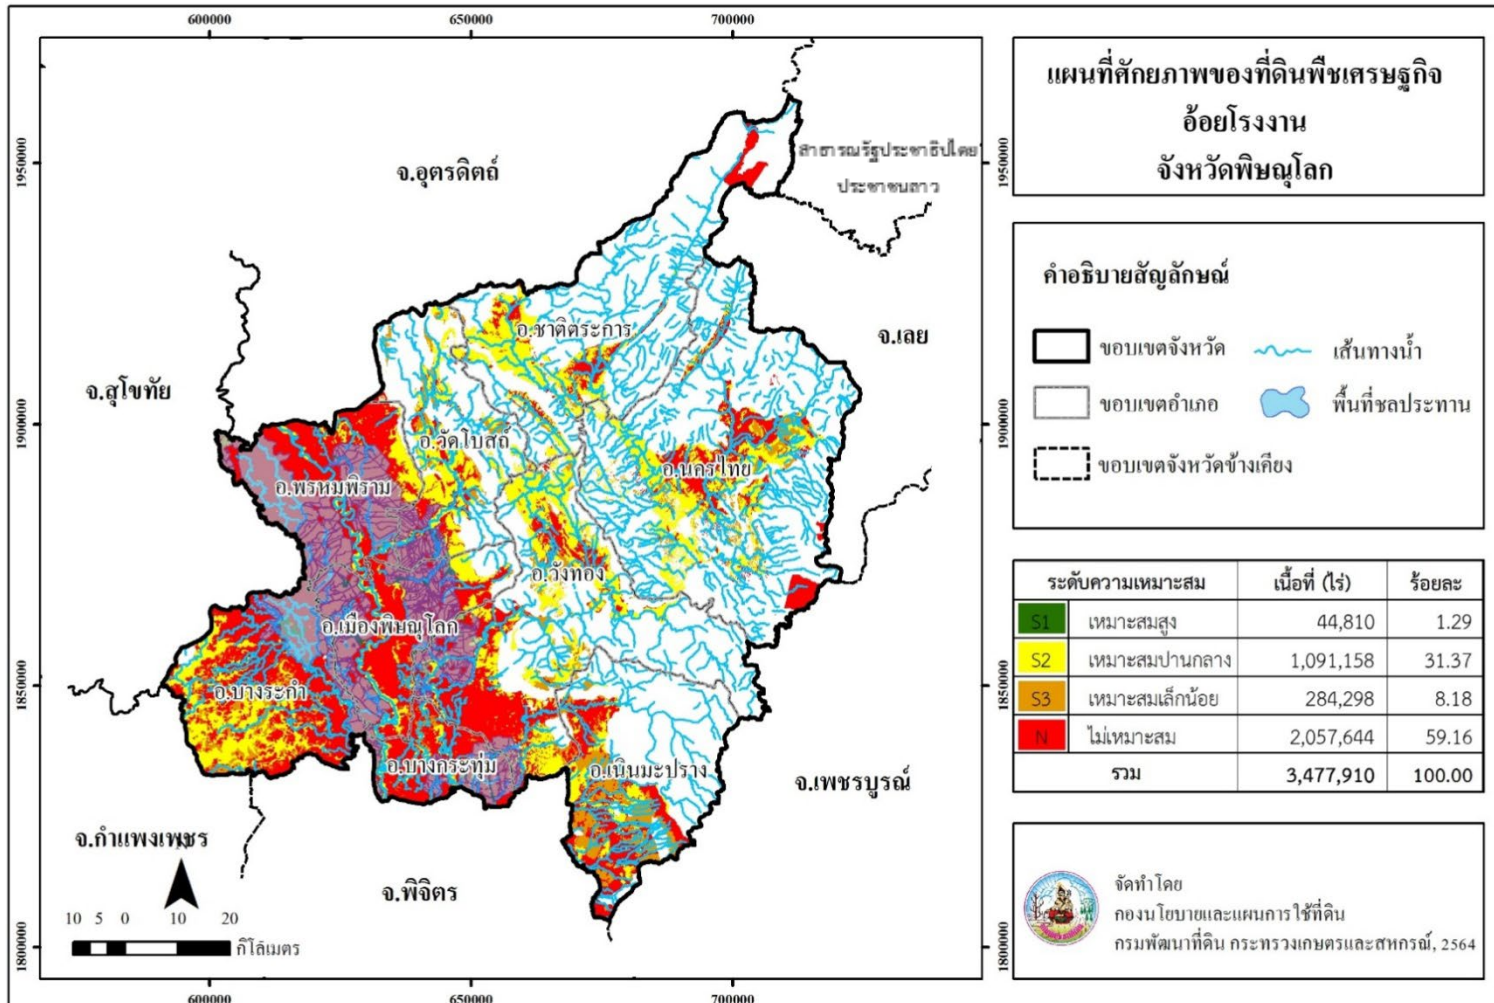 600000
650000
700000
แผนที่ศักยภาพของที่ดินพืชเศรษฐกิจ
อ้อยโรงงาน
จังหวัดพิษณุโลก
1950000
1950000
สาธารณรัฐประชาธิปไตย
ประชาชนลาว
จ.อุตรดิตถ์
คำอธิบายสัญลักษณ์
จ.เลย
อ.ชาติตระการ
ขอบเขตจังหวัด
เส้นทางน้ำ
จ.สุโขทัย
ขอบเขตอำเภอ
พื้นที่ชลประทาน
1900000
1900000
อ.วัดโบสถ์
อ.นครไทย
ขอบเขตจังหวัดข้างเคียง
อ.พรหมพิราม
อ.วังทอง
ระดับความเหมาะสม เนื้อที่ (ไร่) ร้อยละ
S1 เหมาะสมสูง 44,810 1.29
S2 เหมาะสมปานกลาง 1,091,158 31.37
S3 เหมาะสมเล็กน้อย 284,298 8.18
N ไม่เหมาะสม 2,057,644 59.16
รวม 3,477,910 100.00
อ.เมืองพิษณุโลก
อ.บางระกำ
1850000
1850000
อ.บางกระทุ่ม
อ.เนินมะปราง
จ.เพชรบูรณ์
จ.กำแพงเพชร
N
จ.พิจิตร
10 5 0 10 20
กิโลเมตร
จัดทำโดย
กองนโยบายและแผนการใช้ที่ดิน
กรมพัฒนาที่ดิน กระทรวงเกษตรและสหกรณ์, 2564
1800000
1800000
600000
650000
700000